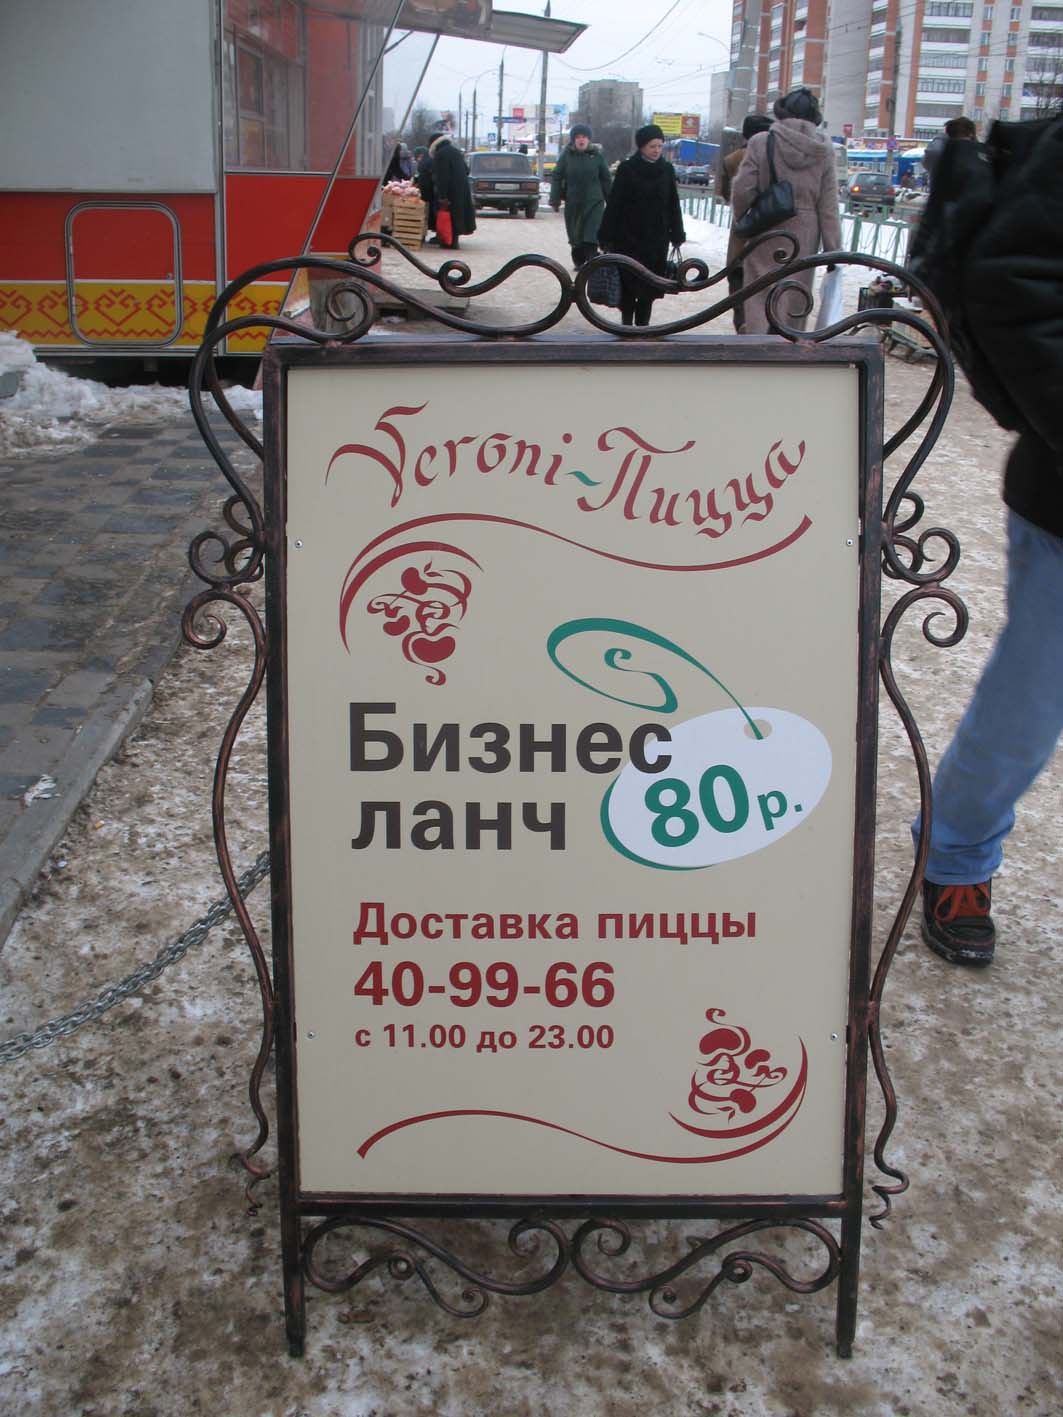 Veroni-Пицца
Бизнес
ланч
80р.
Доставка пиццы
40-99-66
с 11.00 до 23.00